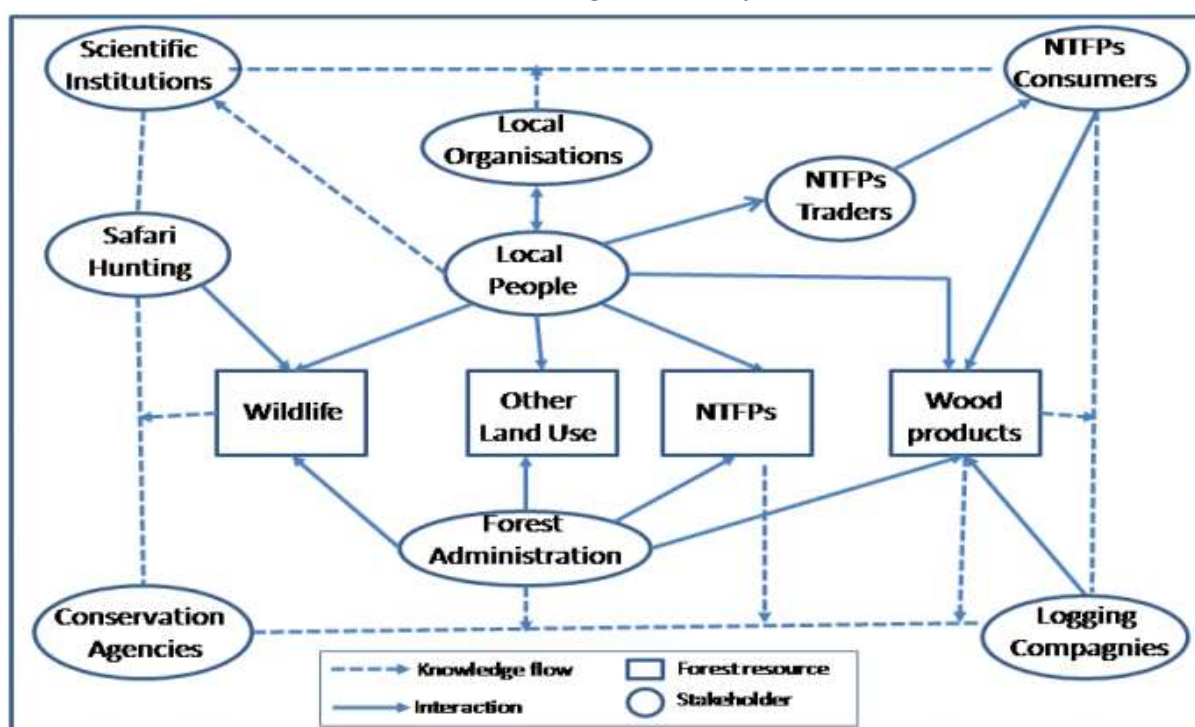 Scientific
Institutions
NTFPs
Consumers
Local
Organisations
NTFPs
Traders
Safari
Hunting
Local
People
Wildlife
Other
Land Use
NTFPs
Wood
products
Forest
Administration
Conservation
Agencies
Logging
Compagnies
Knowledge flow
Forest resource
Interaction
Stakeholder